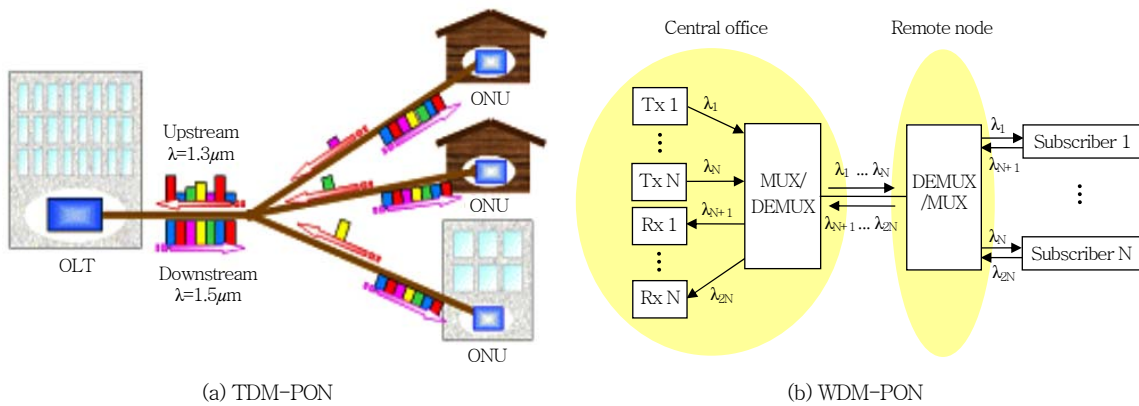 ONU
Upstream
λ=1.3μm
ONU
OLT
Downstream
λ=1.5μm
ONU
(a) TDM-PON
Central office
Remote node
Tx 1
λ1
Tx N
λN
MUX/
DEMUX
Rx 1
λN+1
Rx N
λ2N
λ1 ... λN
λN+1 ... λ2N
DEMUX
/MUX
λ1
Subscriber 1
λN+1
λN
Subscriber N
λ2N
(b) WDM-PON